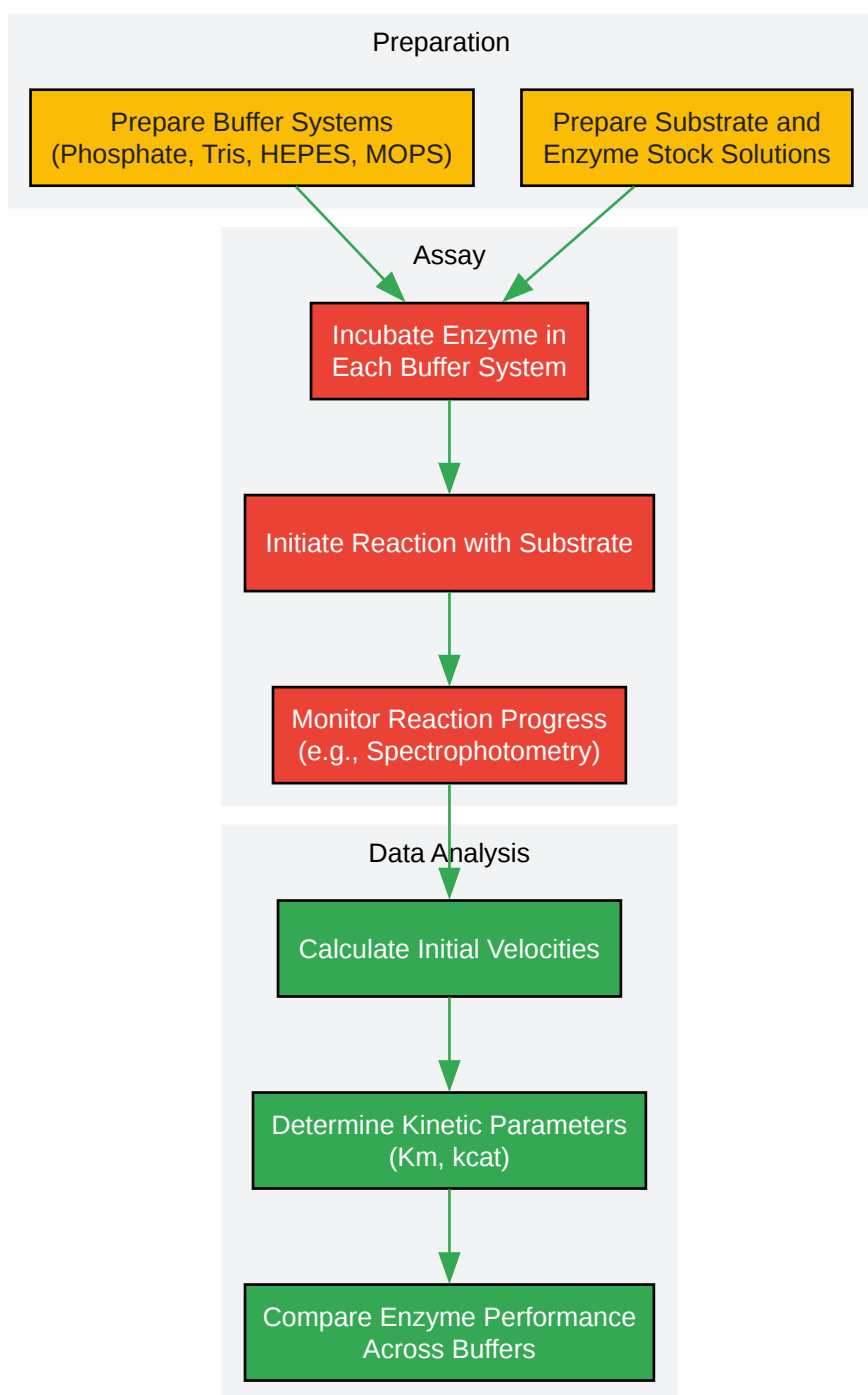 Preparation
Prepare Buffer Systems
(Phosphate, Tris, HEPES, MOPS)
Prepare Substrate and
Enzyme Stock Solutions
Assay
Incubate Enzyme in
Each Buffer System
Initiate Reaction with Substrate
Monitor Reaction Progress
(e.g., Spectrophotometry)
Data Analysis
Calculate Initial Velocities
Determine Kinetic Parameters
(Km, kcat)
Compare Enzyme Performance
Across Buffers